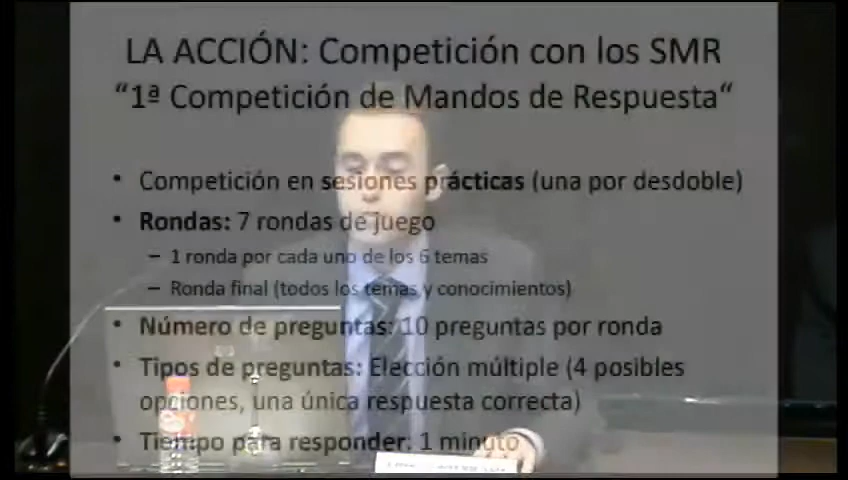 LA ACCIÓN: Competición con los SMR
“1ª Competición de Mandos de Respuesta“
• Competición en sesiones prácticas (una por desdoble)
• Rondas: 7 rondas de juego
– 1 ronda por cada uno de los 6 temas
– Ronda final (todos los temas y conocimientos)
• Número de preguntas: 10 preguntas por ronda
• Tipos de preguntas: Elección múltiple (4 posibles
opciones, una única respuesta correcta)
• Tiempo para responder: 1 minuto